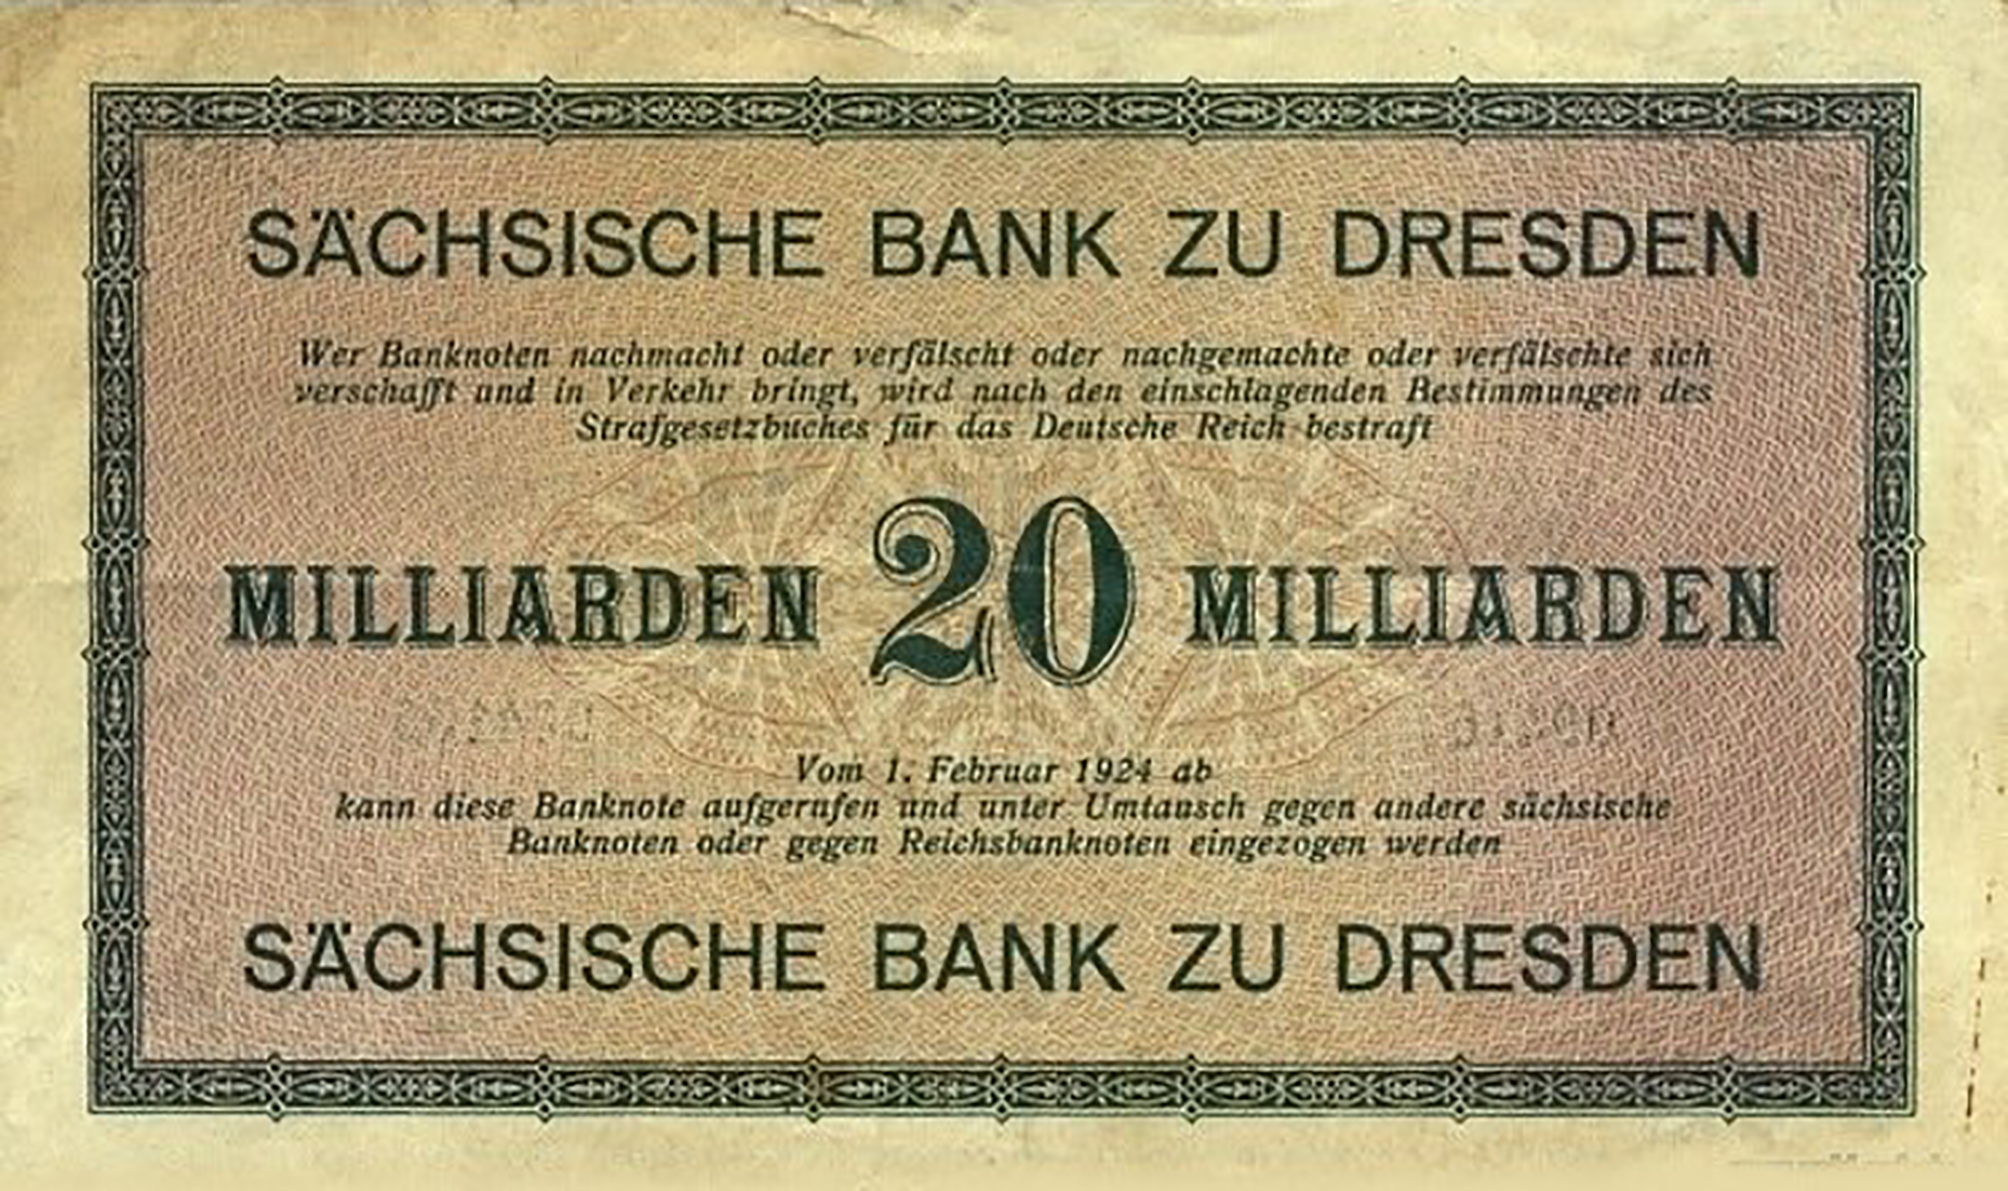 SÄCHSISCHE BANK ZU DRESDEN
Wer Banknoten nachmacht oder verfälscht oder nachgemachte oder verfälschte sich
verschafft und in Verkehr bringt, wird nach den einschlagenden Bestimmungen des
Strafgesetzbuches für das Deutsche Reich bestraft
MILLIARDEN 20 MILLIARDEN
Vom 1. Februar 1924 ab
kann diese Banknote aufgerufen und unter Umtausch gegen andere sächsische
Banknoten oder gegen Reichsbanknoten eingezogen werden
SÄCHSISCHE BANK ZU DRESDEN